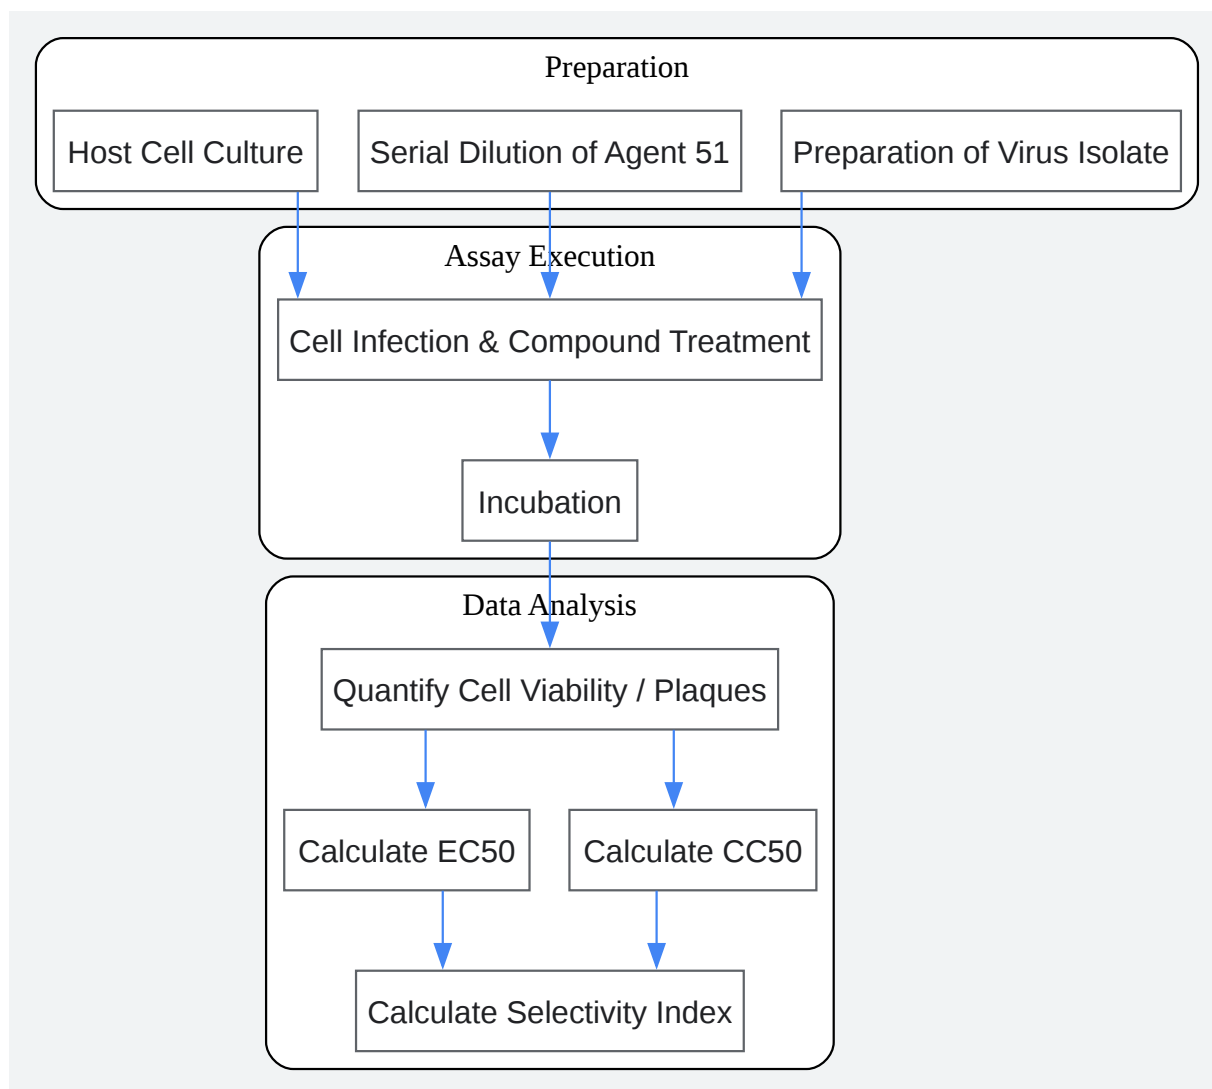 Preparation
Host Cell Culture
Serial Dilution of Agent 51
Preparation of Virus Isolate
Assay Execution
Cell Infection & Compound Treatment
Incubation
Data Analysis
Quantify Cell Viability / Plaques
Calculate EC50
Calculate CC50
Calculate Selectivity Index